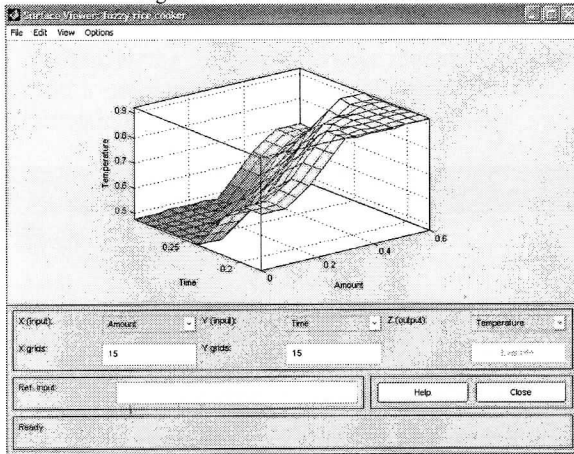 Surface Viewer: fuzzy rice cooker
File Edit View Options
0.9
0.8
0.7
0.6
0.5
Temperature
0.25
0.2
Time
0
0.2
0.4
0.6
Amount
X (input): Amount Y (input): Time Z (output): Temperature
X grids: 15 Y grids: 15 Evaluate
Ref. input: Help Close
Ready